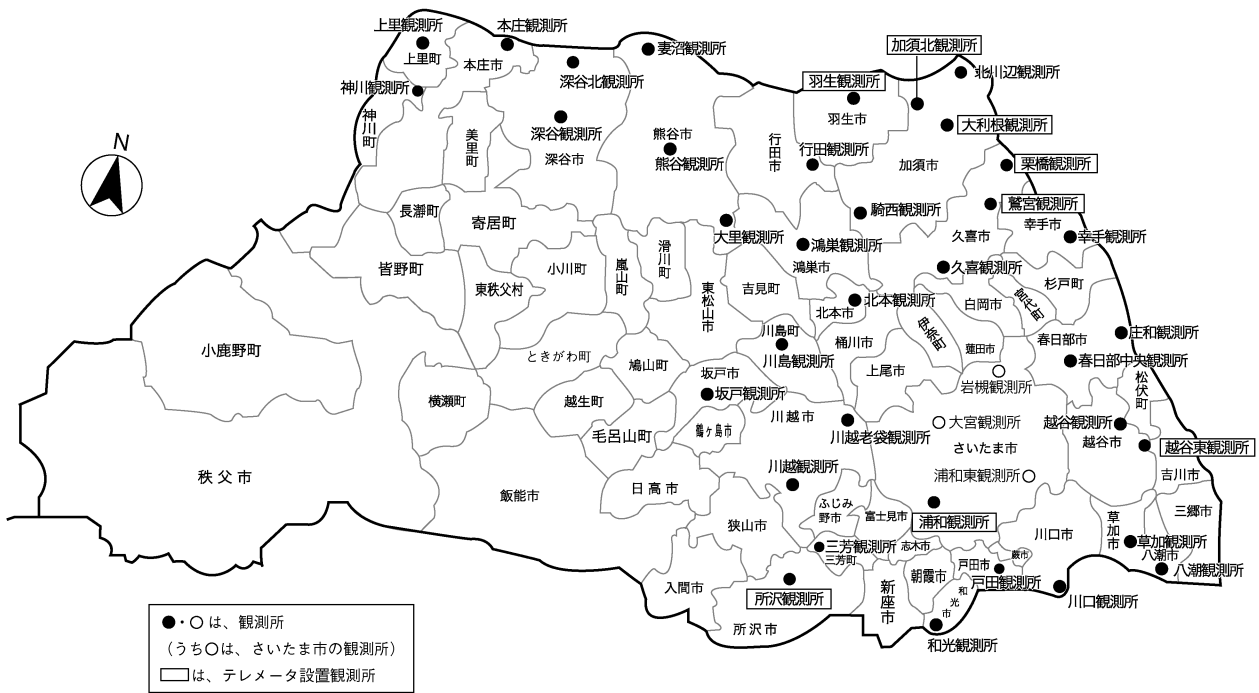 上里観測所
本庄観測所
加須北観測所
妻沼観測所
上里町
本庄市
北川辺観測所
深谷北観測所
神川観測所
羽生観測所
神川町
羽生市
大利根観測所
深谷観測所
美里町
熊谷市
行田市
行田観測所
深谷市
熊谷観測所
加須市
栗橋観測所
長瀞町
寄居町
騎西観測所
鷲宮観測所
大里観測所
幸手市
久喜市
幸手観測所
鴻巣観測所
滑川町
皆野町
小川町
嵐山町
鴻巣市
久喜観測所
東秩父村
東松山市
吉見町
杉戸町
宮代町
北本観測所
白岡市
北本市
伊奈町
川島町
庄和観測所
小鹿野町
ときがわ町
桶川市
蓮田市
春日部市
川島観測所
鳩山町
坂戸市
上尾市
春日部中央観測所
岩槻観測所
松伏町
坂戸観測所
横瀬町
越生町
川越市
大宮観測所
越谷観測所
毛呂山町
鶴ヶ島市
川越老袋観測所
越谷市
さいたま市
越谷東観測所
川越観測所
秩父市
浦和東観測所
吉川市
日高市
飯能市
ふじみ
野市
富士見市
三郷市
狭山市
浦和観測所
川口市
草加市
三芳観測所
志木市
草加観測所
三芳町
蕨市
八潮市
戸田市
朝霞市
八潮観測所
戸田観測所
入間市
新座市
和光市
所沢観測所
川口観測所
所沢市
和光観測所
N
●・○は、観測所
（うち○は、さいたま市の観測所）
は、テレメータ設置観測所